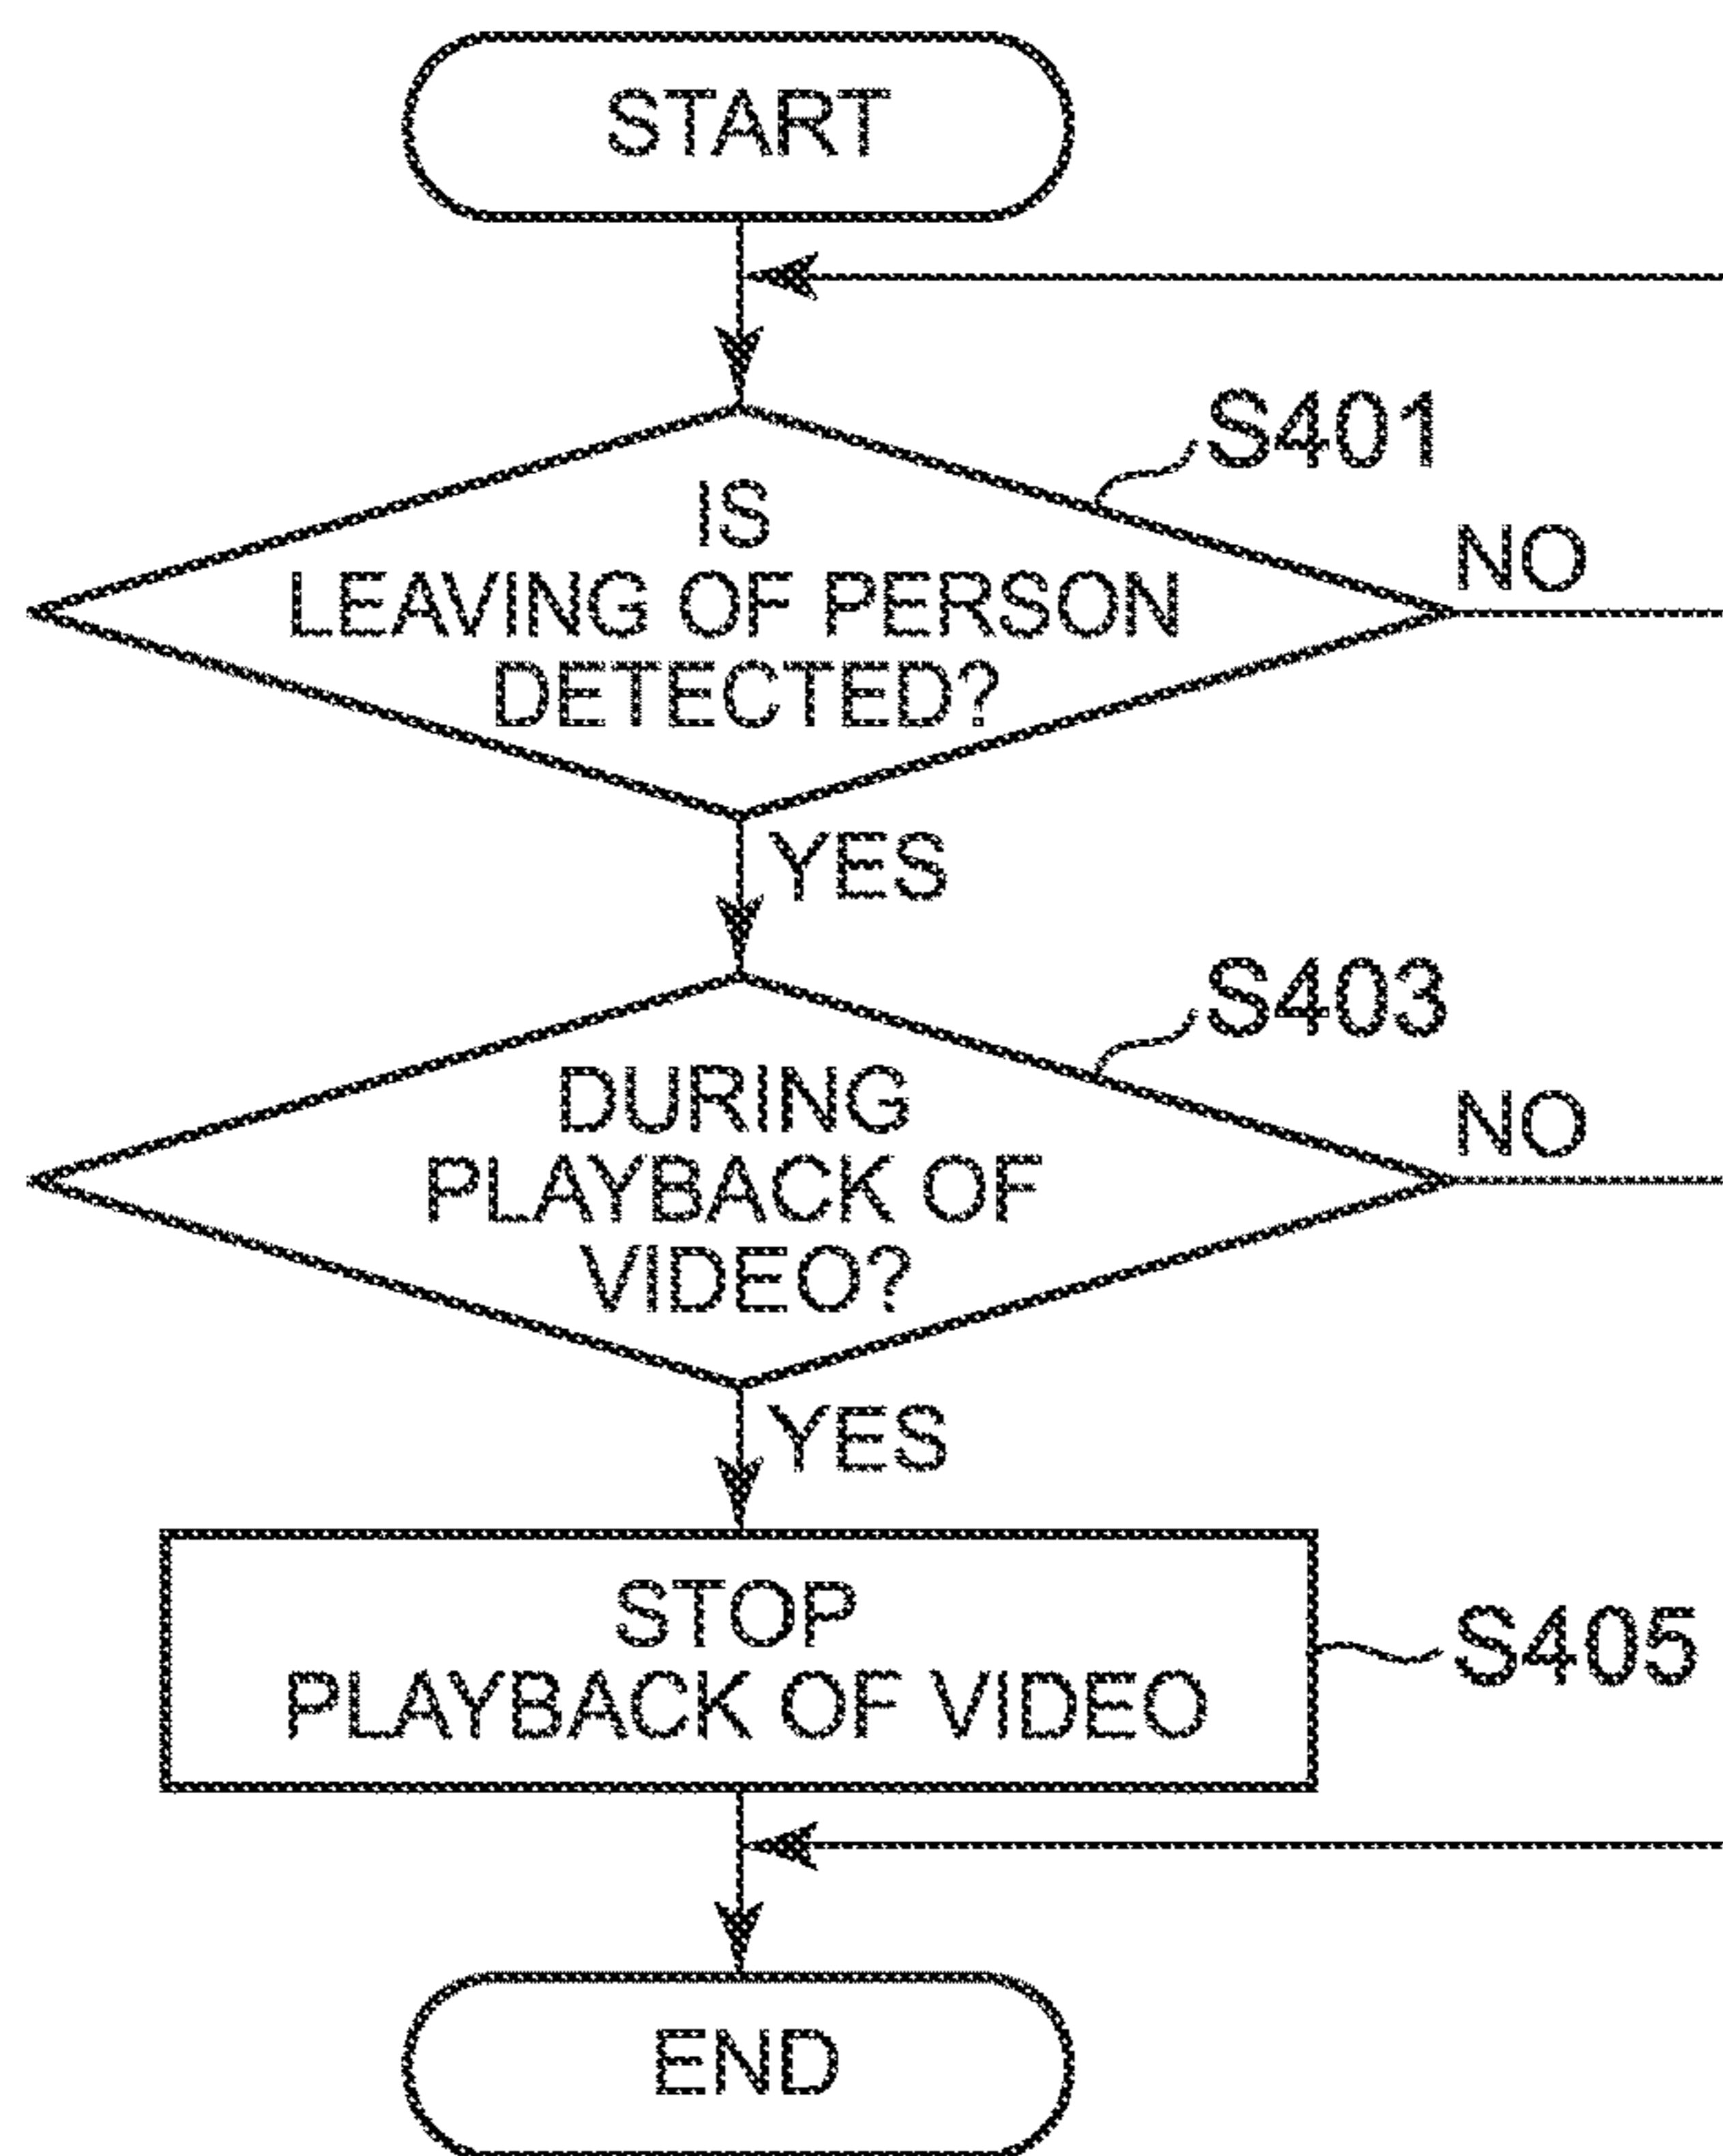 START
S401
IS
LEAVING OF PERSON
DETECTED?
NO
YES
S403
DURING
PLAYBACK OF
VIDEO?
NO
YES
STOP
PLAYBACK OF VIDEO
S405
END